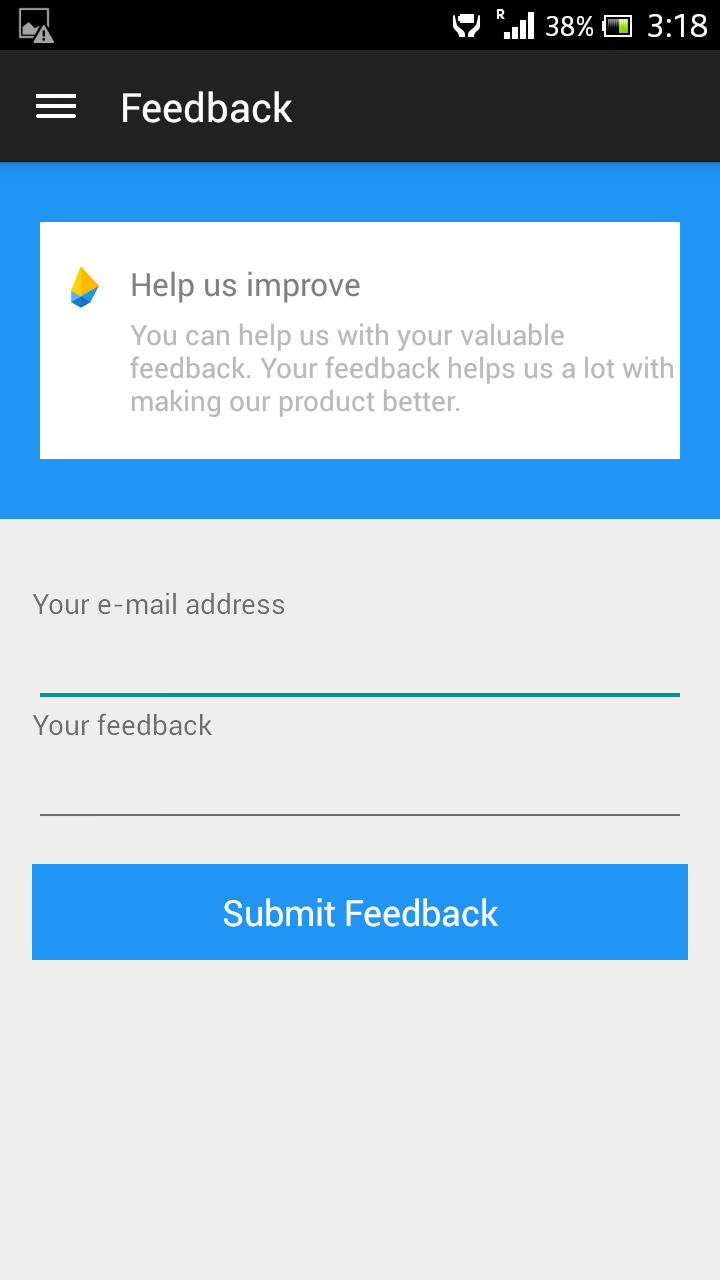 R 38% 3:18
Feedback
Help us improve
You can help us with your valuable
feedback. Your feedback helps us a lot with
making our product better.
Your e-mail address
Your feedback
Submit Feedback